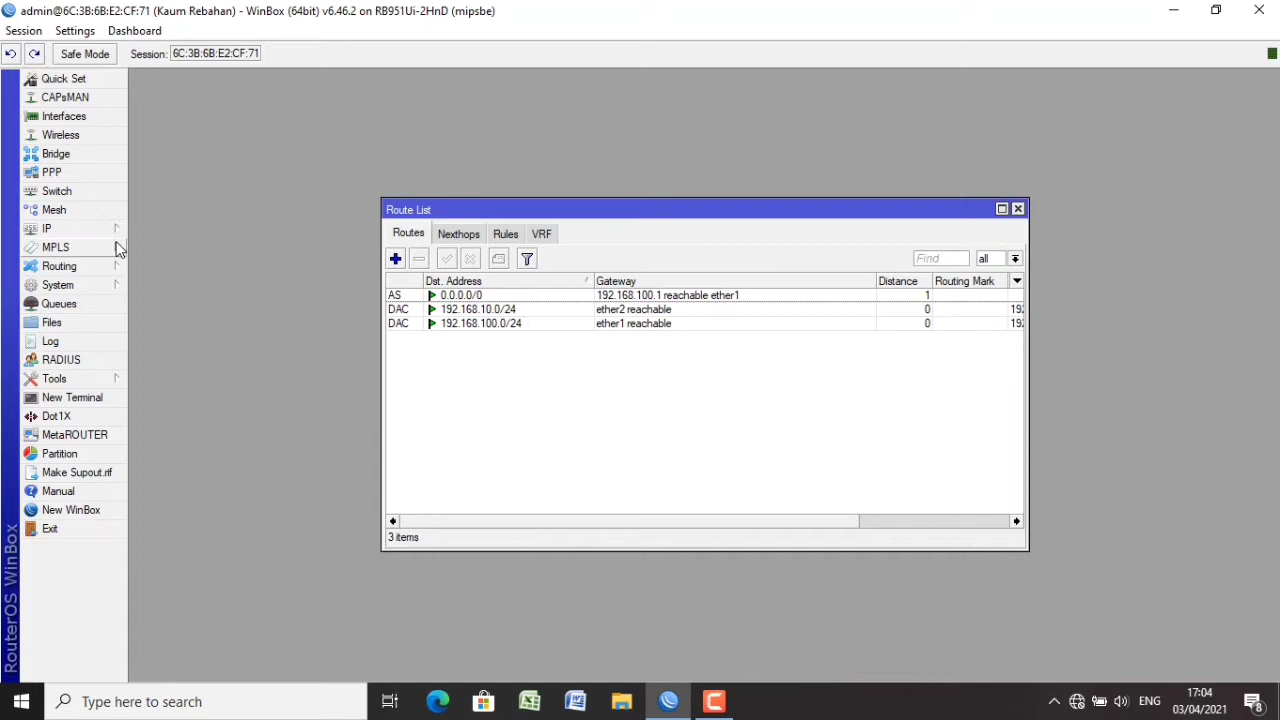 admin@6C:3B:6B:E2:CF:71 (Kaum Rebahan) - WinBox (64bit) v6.46.2 on RB951Ui-2HnD (mipsbe)
Session Settings Dashboard
Safe Mode Session: 6C:3B:6B:E2:CF:71
Quick Set
CAPsMAN
Interfaces
Wireless
Bridge
PPP
Switch
Mesh
IP
MPLS
Routing
System
Queues
Files
Log
RADIUS
Tools
New Terminal
Dot1X
MetaROUTER
Partition
Make Supout.rif
Manual
New WinBox
Exit
RouterOS WinBox
Route List
Routes Nexthops Rules VRF
Find all
Dst. Address Gateway Distance Routing Mark
AS 0.0.0.0/0 192.168.100.1 reachable ether1 1
DAC 192.168.10.0/24 ether2 reachable 0 19
DAC 192.168.100.0/24 ether1 reachable 0 19
3 items
Type here to search
ENG
17:04
03/04/2021
8